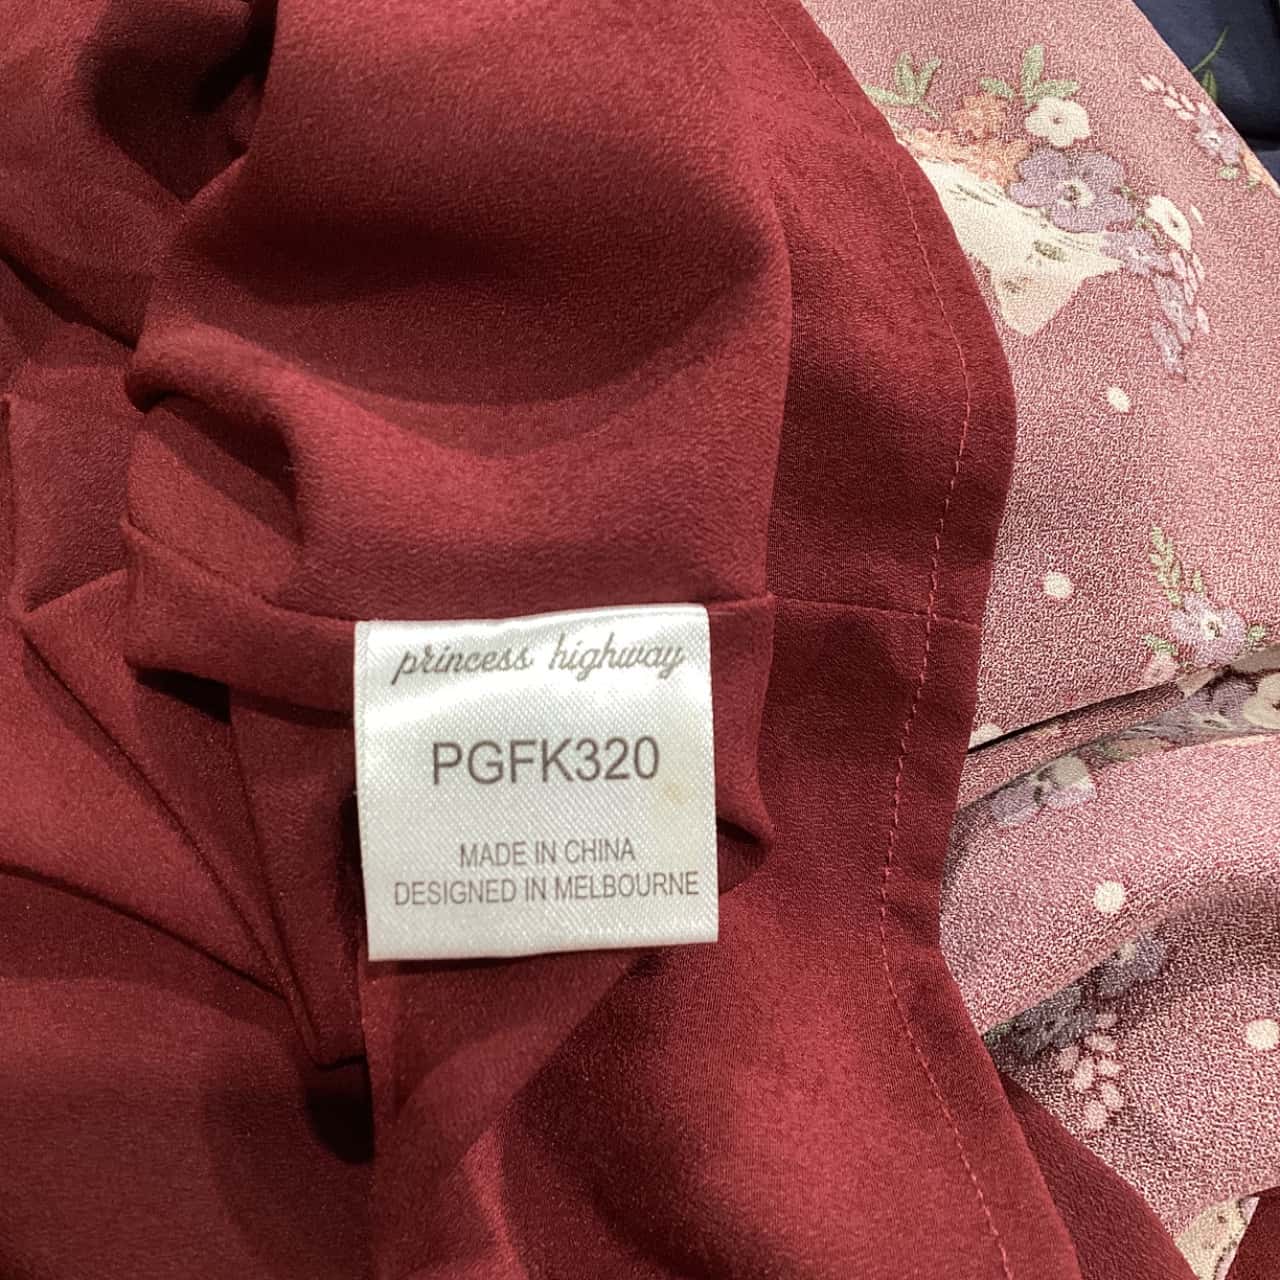 princess highway
PGFK320
MADE IN CHINA
DESIGNED IN MELBOURNE